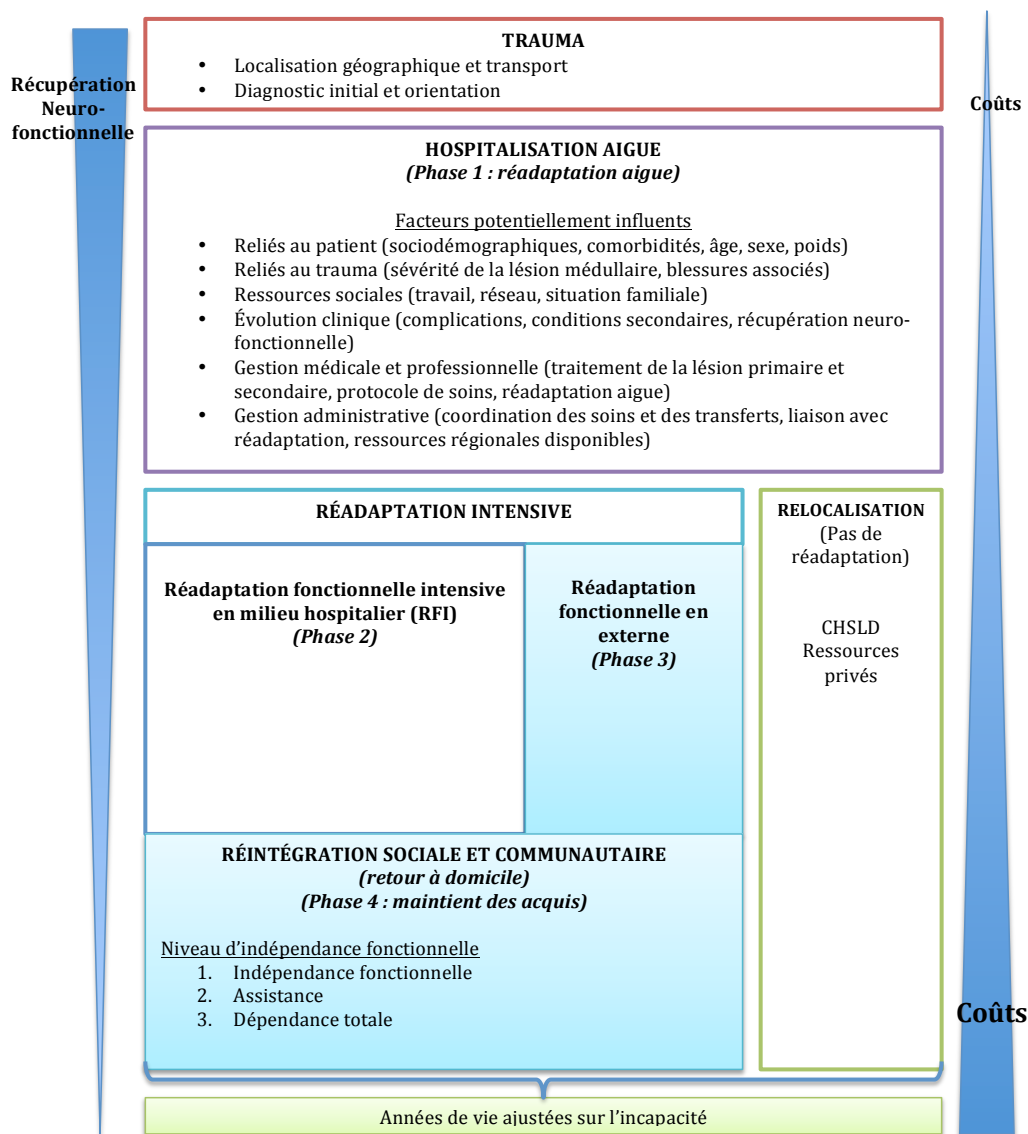 TRAUMA
• Localisation géographique et transport
• Diagnostic initial et orientation
Récupération
Neuro-
fonctionnelle
Coûts
HOSPITALISATION AIGUE
(Phase 1 : réadaptation aigue)
Facteurs potentiellement influents
• Reliés au patient (sociodémographiques, comorbidités, âge, sexe, poids)
• Reliés au trauma (sévérité de la lésion médullaire, blessures associés)
• Ressources sociales (travail, réseau, situation familiale)
• Évolution clinique (complications, conditions secondaires, récupération neuro-
fonctionnelle)
• Gestion médicale et professionnelle (traitement de la lésion primaire et
secondaire, protocole de soins, réadaptation aigue)
• Gestion administrative (coordination des soins et des transferts, liaison avec
réadaptation, ressources régionales disponibles)
RÉADAPTATION INTENSIVE
Réadaptation fonctionnelle intensive
en milieu hospitalier (RFI)
(Phase 2)
Réadaptation
fonctionnelle en
externe
(Phase 3)
RELOCALISATION
(Pas de
réadaptation)
CHSLD
Ressources
privés
RÉINTÉGRATION SOCIALE ET COMMUNAUTAIRE
(retour à domicile)
(Phase 4 : maintient des acquis)
Niveau d'indépendance fonctionnelle
1. Indépendance fonctionnelle
2. Assistance
3. Dépendance totale
Coûts
Années de vie ajustées sur l'incapacité